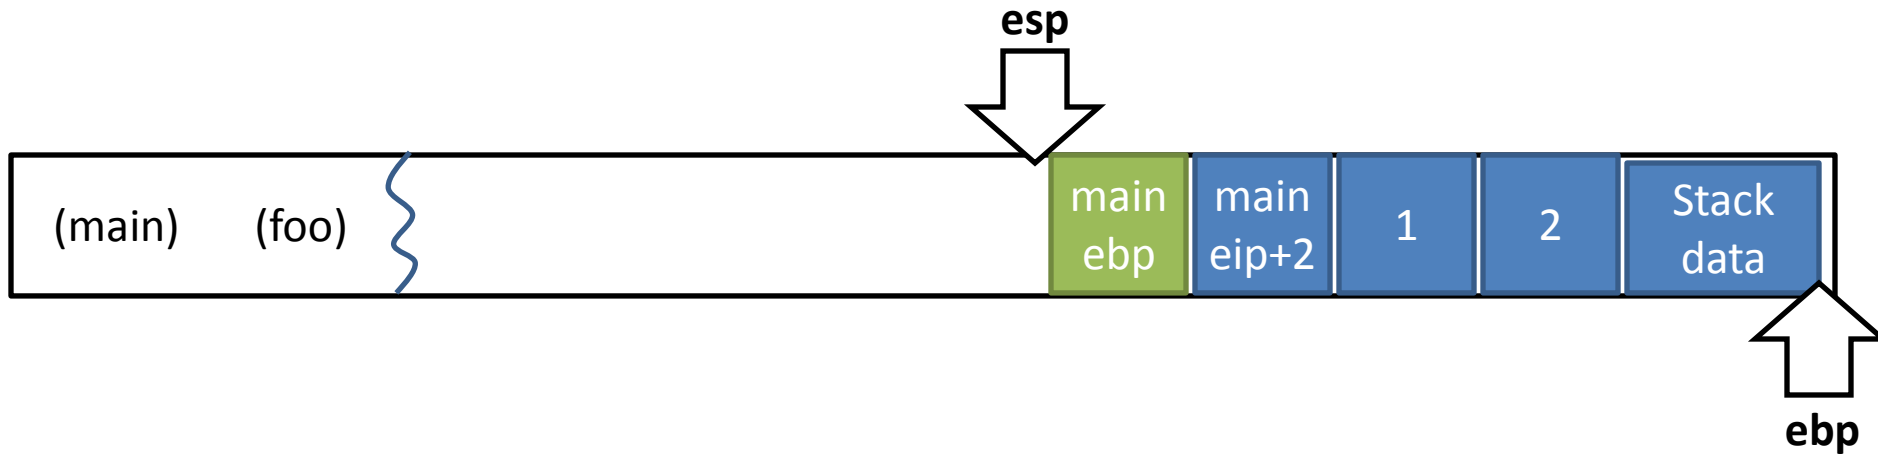 esp
(main) (foo)
main
ebp
main
eip+2
1
2
Stack
data
ebp